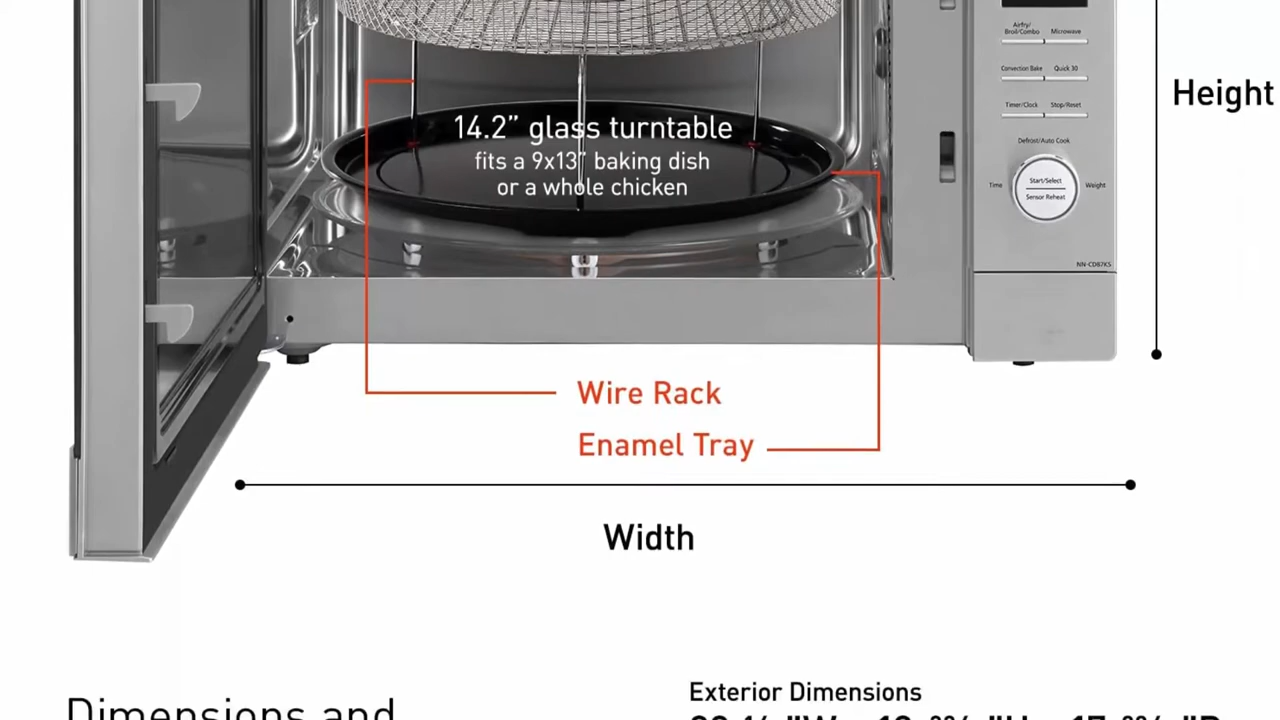 Airfry/
Broil/Combo Microwave
Convection Bake Quick 30
Timer/Clock Stop/Reset
Defrost/Auto Cook
Time Start/Select Weight
Sensor Reheat
NN-CD87KS
Height
14.2” glass turntable
fits a 9x13” baking dish
or a whole chicken
Wire Rack
Enamel Tray
Width
Exterior Dimensions
Dimensions and